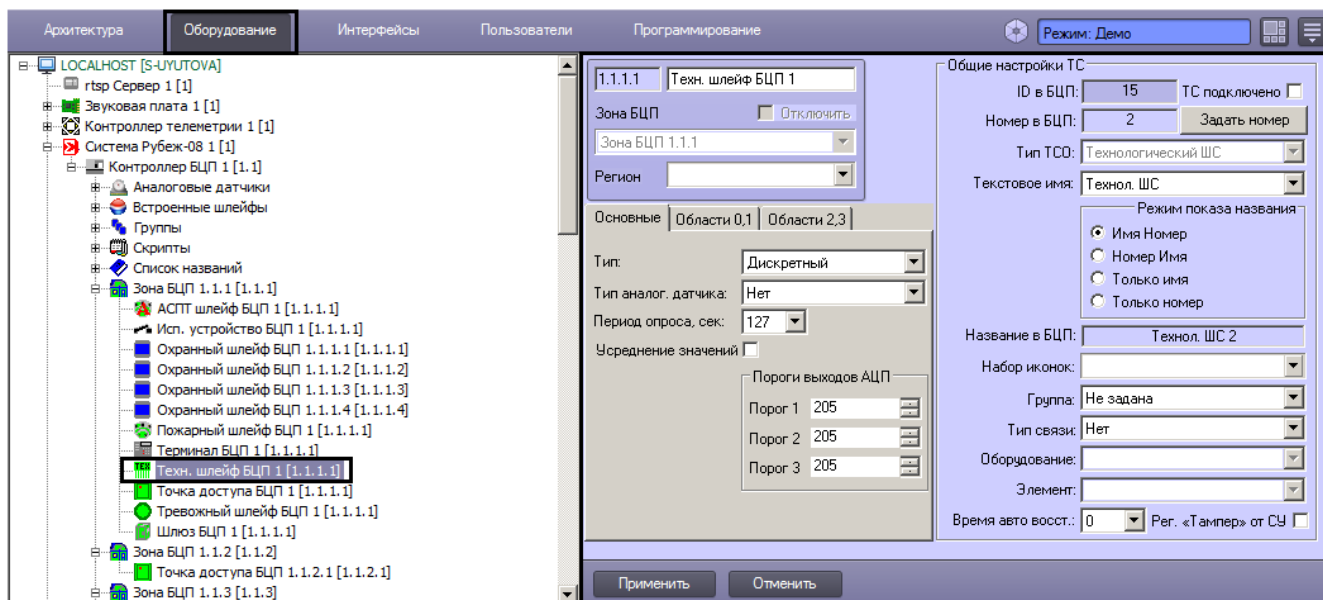 Архитектура
Оборудование
Интерфейсы
Пользователи
Программирование
Режим: Демо
LOCALHOST [S-UYUTOVA]
rtsp Сервер 1 [1]
Звуковая плата 1 [1]
Контроллер телеметрии 1 [1]
Система Рубеж-08 1 [1]
Контроллер БЦП 1 [1.1]
Аналоговые датчики
Встроенные шлейфы
Группы
Скрипты
Список названий
Зона БЦП 1.1.1 [1.1.1]
АСПТ шлейф БЦП 1 [1.1.1.1]
Исп. устройство БЦП 1 [1.1.1.1]
Охранный шлейф БЦП 1.1.1.1 [1.1.1.1]
Охранный шлейф БЦП 1.1.1.2 [1.1.1.2]
Охранный шлейф БЦП 1.1.1.3 [1.1.1.3]
Охранный шлейф БЦП 1.1.1.4 [1.1.1.4]
Пожарный шлейф БЦП 1 [1.1.1.1]
Терминал БЦП 1 [1.1.1.1]
ТЕХ Техн. шлейф БЦП 1 [1.1.1.1]
Точка доступа БЦП 1 [1.1.1.1]
Тревожный шлейф БЦП 1 [1.1.1.1]
Шлюз БЦП 1 [1.1.1.1]
Зона БЦП 1.1.2 [1.1.2]
Точка доступа БЦП 1.1.2.1 [1.1.2.1]
Зона БЦП 1.1.3 [1.1.3]
1.1.1.1 Техн. шлейф БЦП 1
Зона БЦП Отключить
Зона БЦП 1.1.1
Регион
Основные Области 0,1 Области 2,3
Тип: Дискретный
Тип аналог. датчика: Нет
Период опроса, сек: 127
Усреднение значений
Пороги выходов АЦП
Порог 1 205
Порог 2 205
Порог 3 205
Общие настройки ТС
ID в БЦП: 15 ТС подключено
Номер в БЦП: 2 Задать номер
Тип ТСО: Технологический ШС
Текстовое имя: Технол. ШС
Режим показа названия
Имя Номер
Номер Имя
Только имя
Только номер
Название в БЦП: Технол. ШС 2
Набор иконок:
Группа: Не задана
Тип связи: Нет
Оборудование:
Элемент:
Время авто восст.: 0 Рег. «Тампер» от СУ
Применить
Отменить